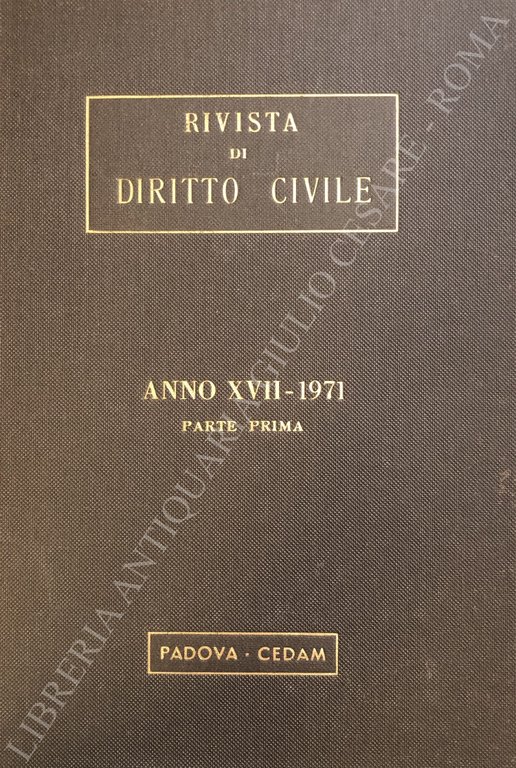 RIVISTA
DI
DIRITTO CIVILE
ANNO XVII-1971
PARTE PRIMA
PADOVA · CEDAM
LIBRERIA ANTIQUARIA GIULIO CESARE - ROMA